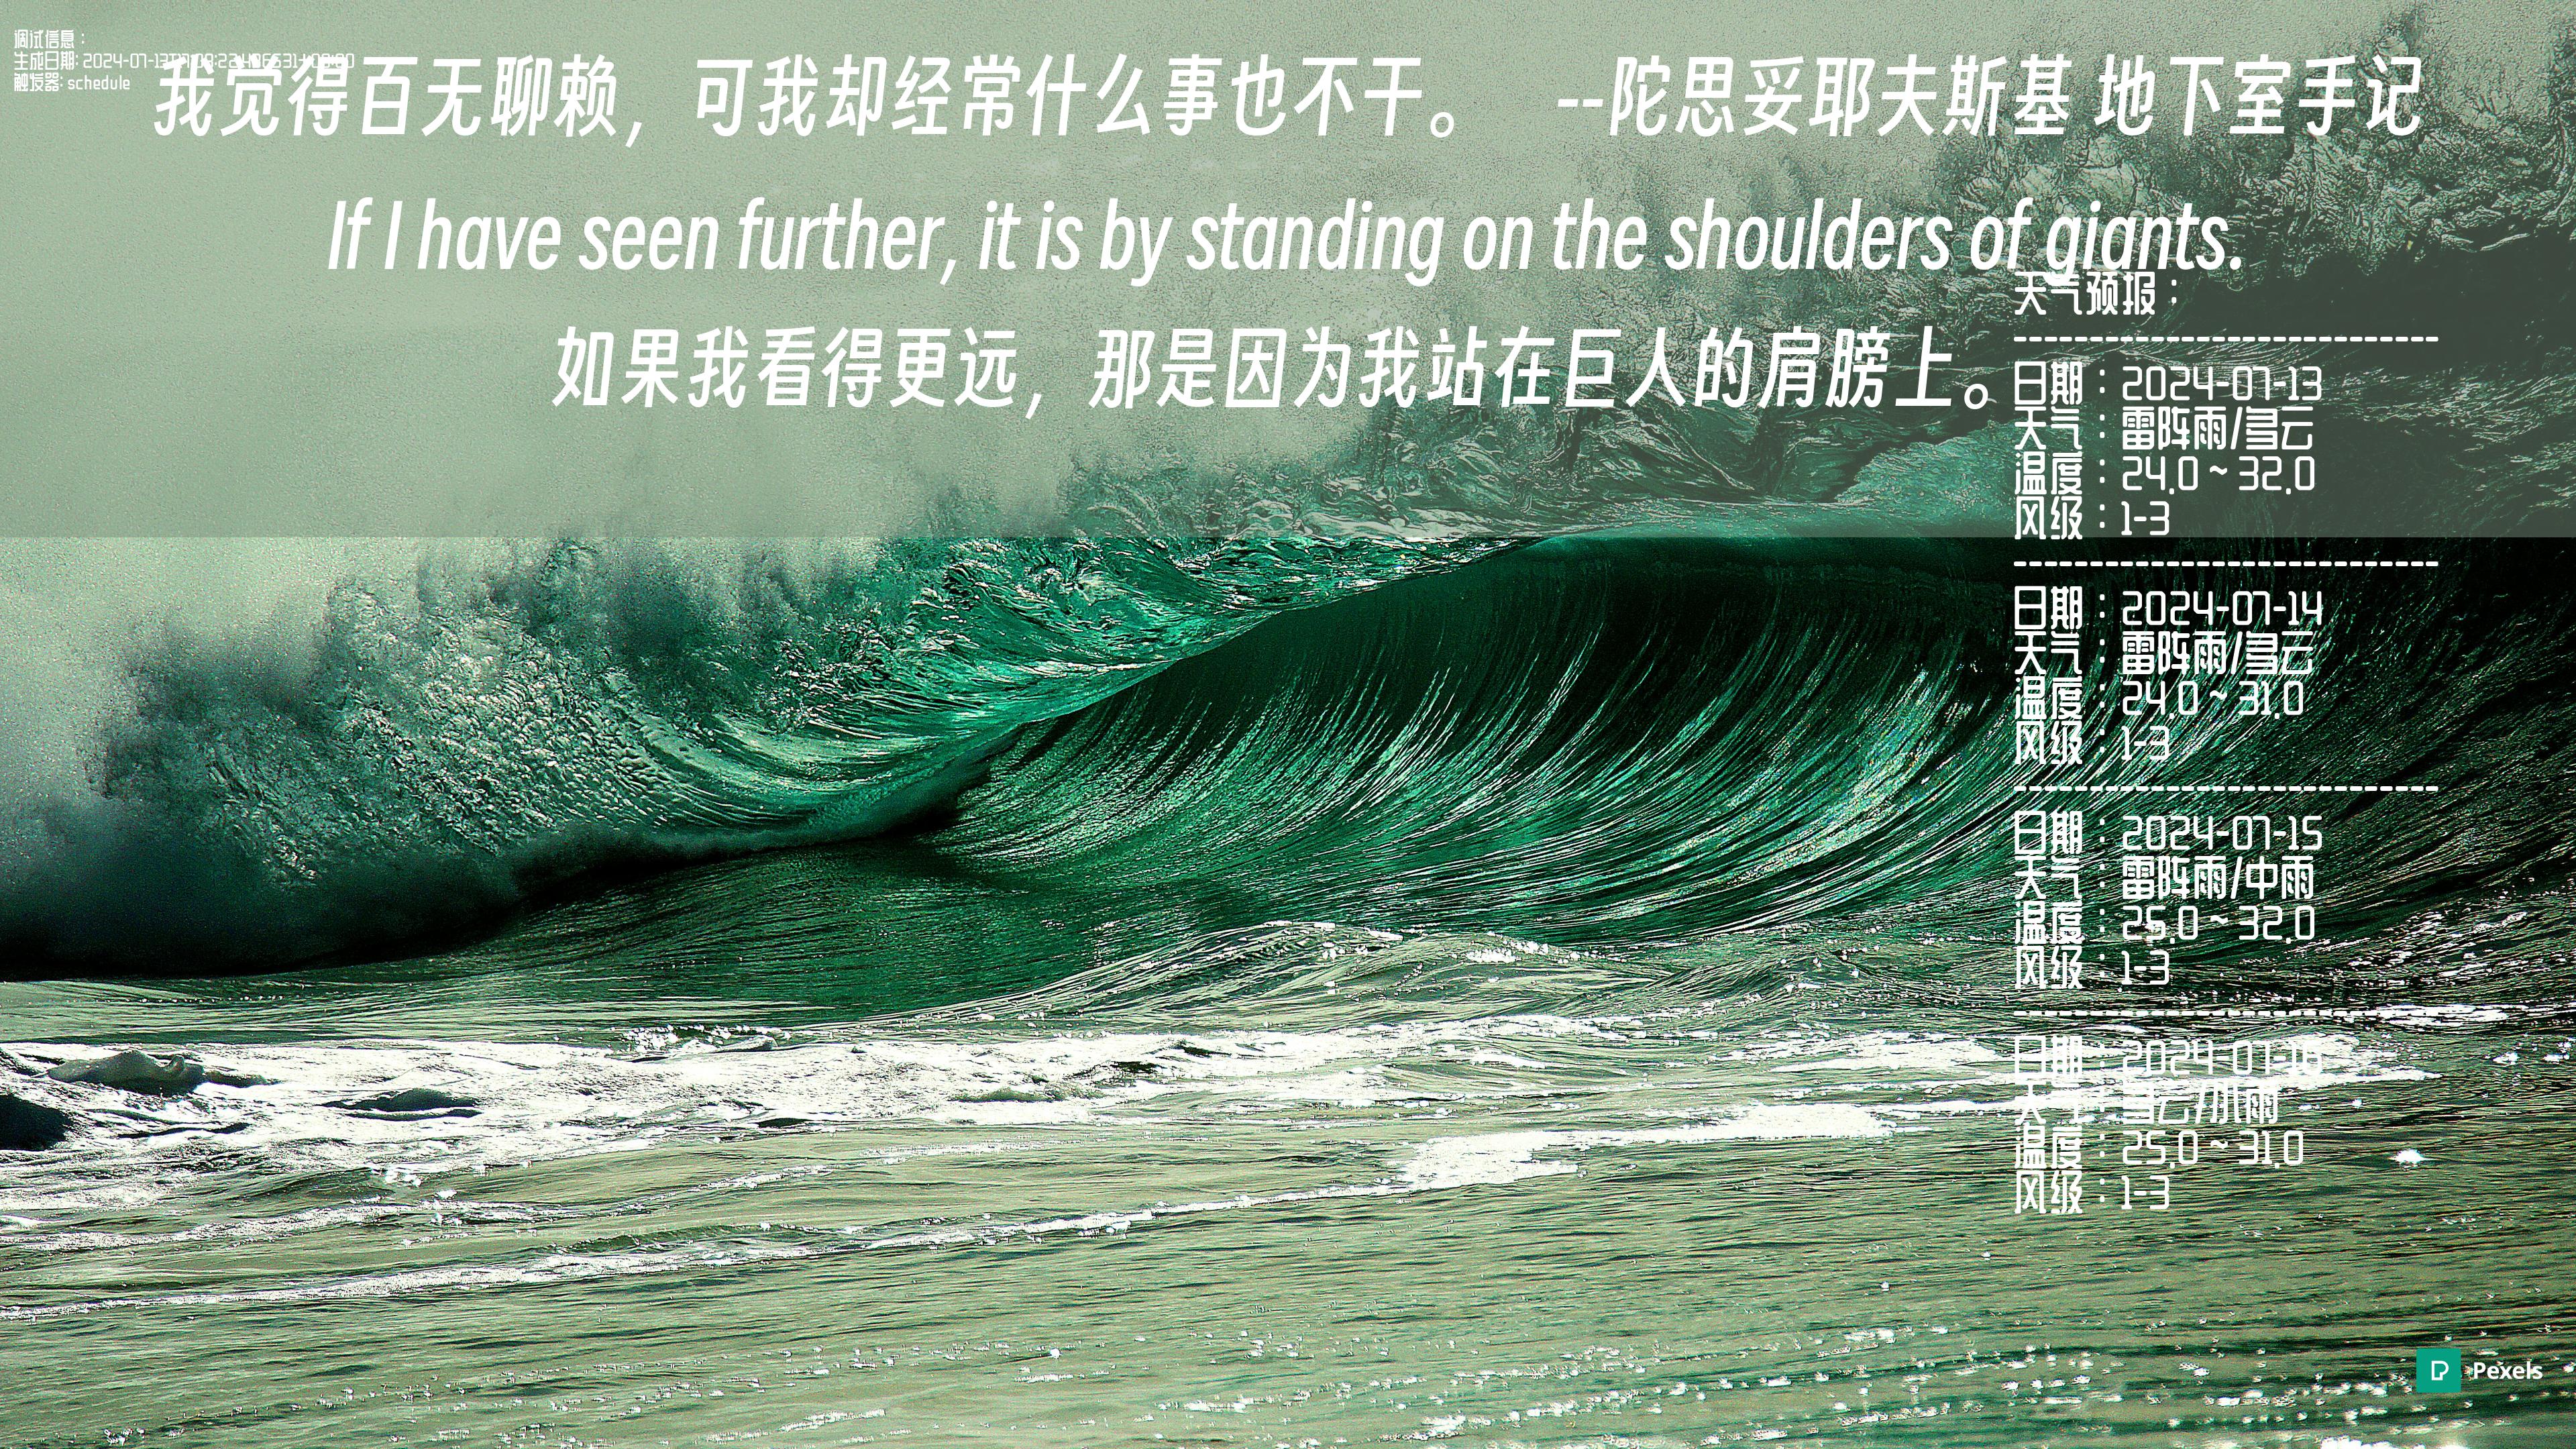 调试信息：
生成日期: 2024-07-13
触发器: schedule
我觉得百无聊赖，可我却经常什么事也不干。 --陀思妥耶夫斯基 地下室手记
If I have seen further, it is by standing on the shoulders of giants.
如果我看得更远，那是因为我站在巨人的肩膀上。
天气预报：
------------------------------
日期：2024-07-13
天气：雷阵雨/多云
温度：24.0 ~ 32.0
风级：1-3
------------------------------
日期：2024-07-14
天气：雷阵雨/多云
温度：24.0 ~ 31.0
风级：1-3
------------------------------
日期：2024-07-15
天气：雷阵雨/中雨
温度：25.0 ~ 32.0
风级：1-3
------------------------------
日期：2024-07-16
天气：多云/小雨
温度：25.0 ~ 31.0
风级：1-3
Pexels